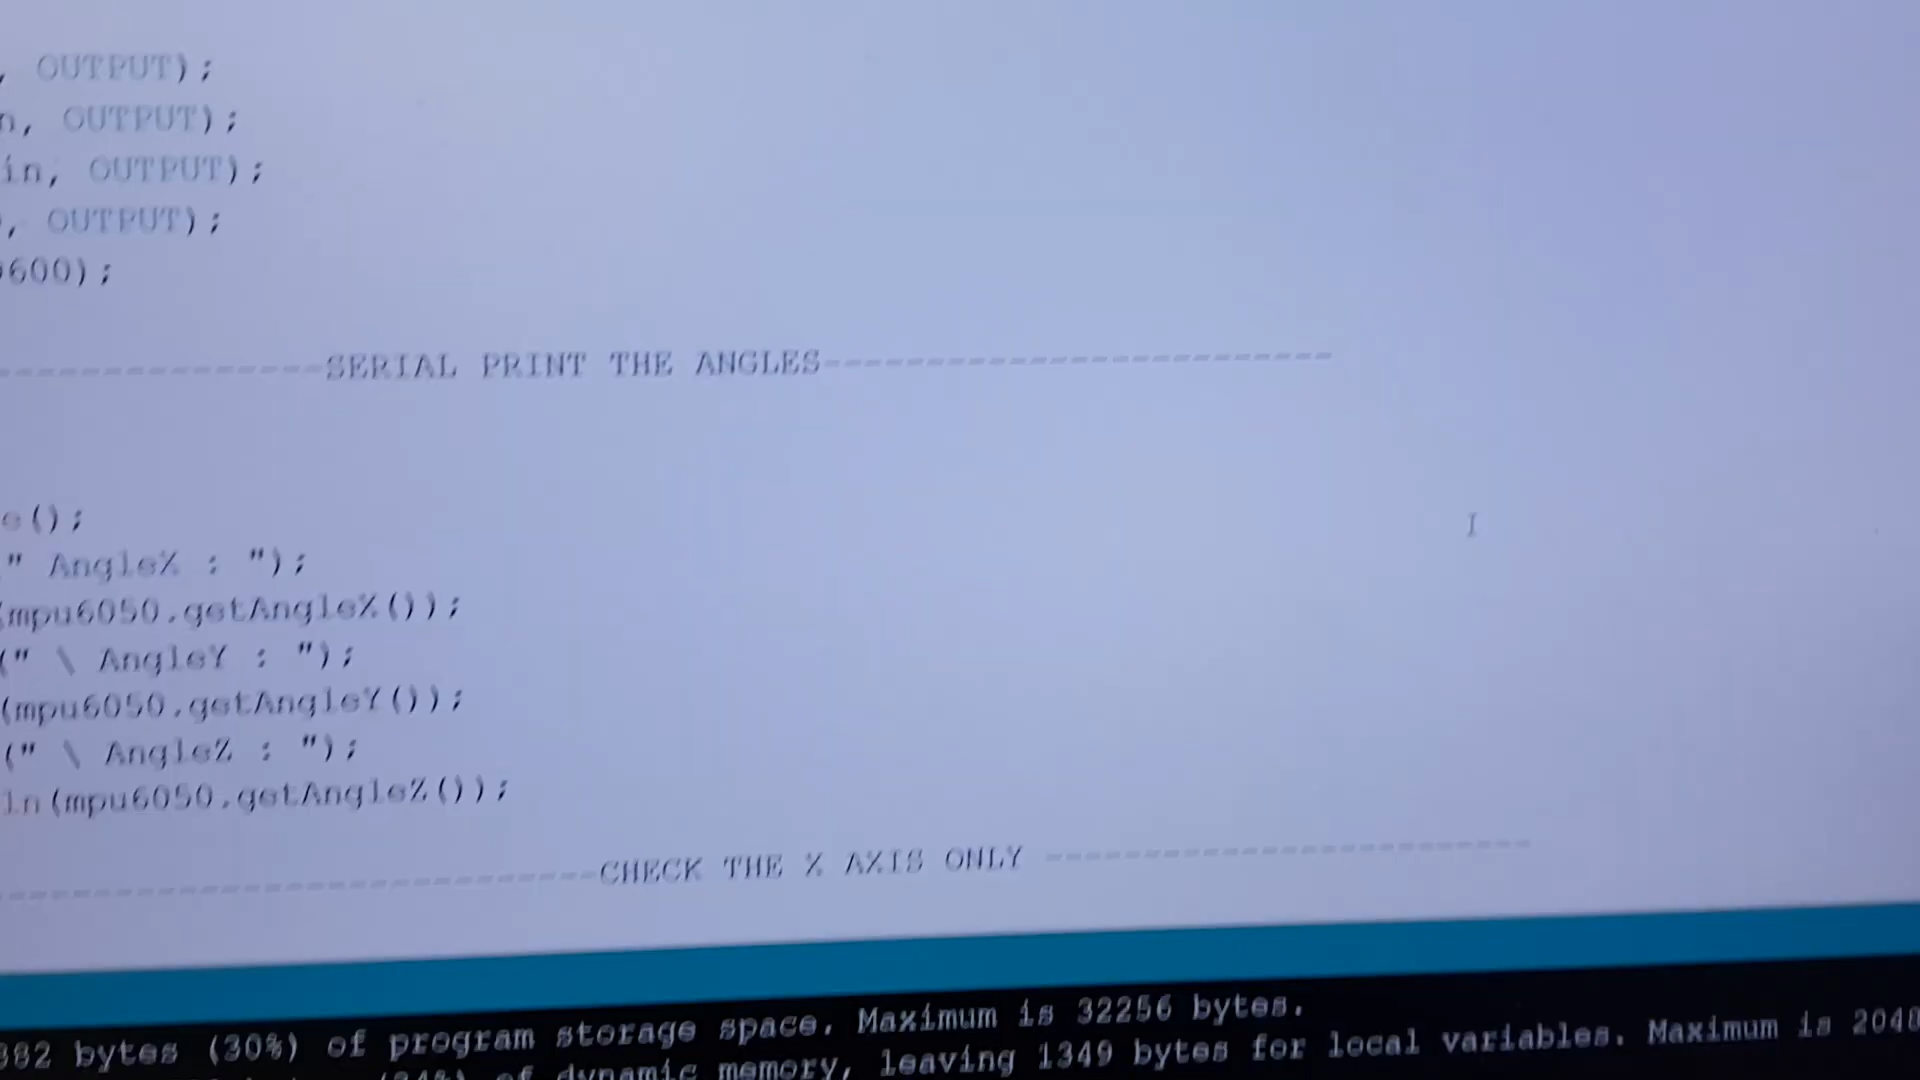 , OUTPUT);
n, OUTPUT);
in, OUTPUT);
, OUTPUT);
9600);
-----------------SERIAL PRINT THE ANGLES------------------------
e();
" AngleX : ");
(mpu6050.getAngleX());
(" \ AngleY : ");
(mpu6050.getAngleY());
(" \ AngleZ : ");
ln(mpu6050.getAngleZ());
----------------------------CHECK THE X AXIS ONLY -----------------------
382 bytes (30%) of program storage space. Maximum is 32256 bytes.
(34%) of dynamic memory, leaving 1349 bytes for local variables. Maximum is 2048